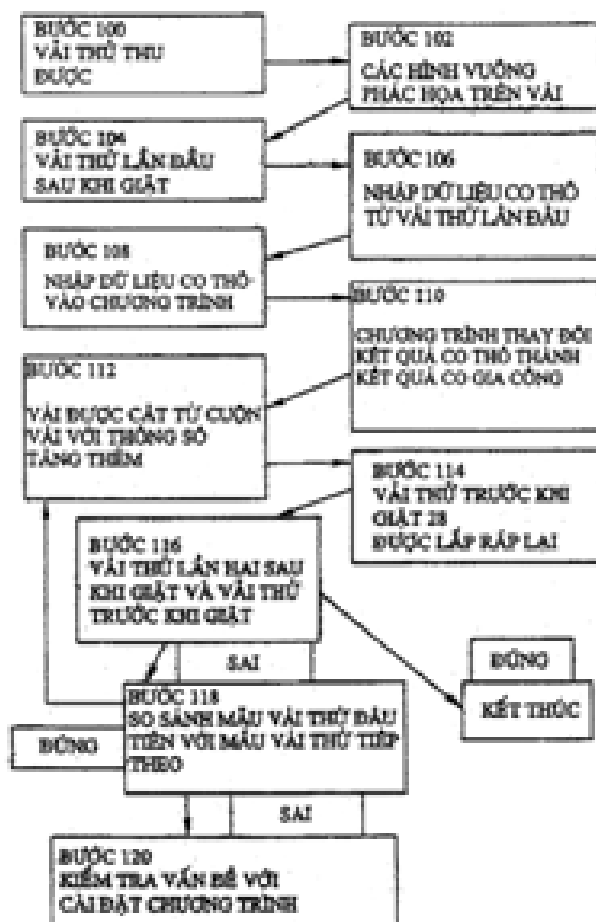 BƯỚC 100
VẢI THỬ THU
ĐƯỢC
BƯỚC 102
CÁC HÌNH VUÔNG
PHÁC HỌA TRÊN VẢI
BƯỚC 104
VẢI THỬ LẦN ĐẦU
SAU KHI GIẶT
BƯỚC 106
NHẬP DỮ LIỆU CO THÔ
TỪ VẢI THỬ LẦN ĐẦU
BƯỚC 108
NHẬP DỮ LIỆU CO THÔ
VÀO CHƯƠNG TRÌNH
BƯỚC 110
CHƯƠNG TRÌNH THAY ĐỔI
KẾT QUẢ CO THÔ THÀNH
KẾT QUẢ CO GIA CÔNG
BƯỚC 112
VẢI ĐƯỢC CẮT TỪ CUỘN
VẢI VỚI THÔNG SỐ
TĂNG THÊM
BƯỚC 114
VẢI THỬ TRƯỚC KHI
GIẶT 28
ĐƯỢC LẮP RÁP LẠI
BƯỚC 116
VẢI THỬ LẦN HAI SAU
KHI GIẶT VÀ VẢI THỬ
TRƯỚC KHI GIẶT
SAI
ĐÚNG
KẾT THÚC
BƯỚC 118
SO SÁNH MẪU VẢI THỬ ĐẦU
TIÊN VỚI MẪU VẢI THỬ TIẾP
THEO
ĐÚNG
SAI
BƯỚC 120
KIỂM TRA VẤN ĐỀ VỚI
CÀI ĐẶT CHƯƠNG TRÌNH